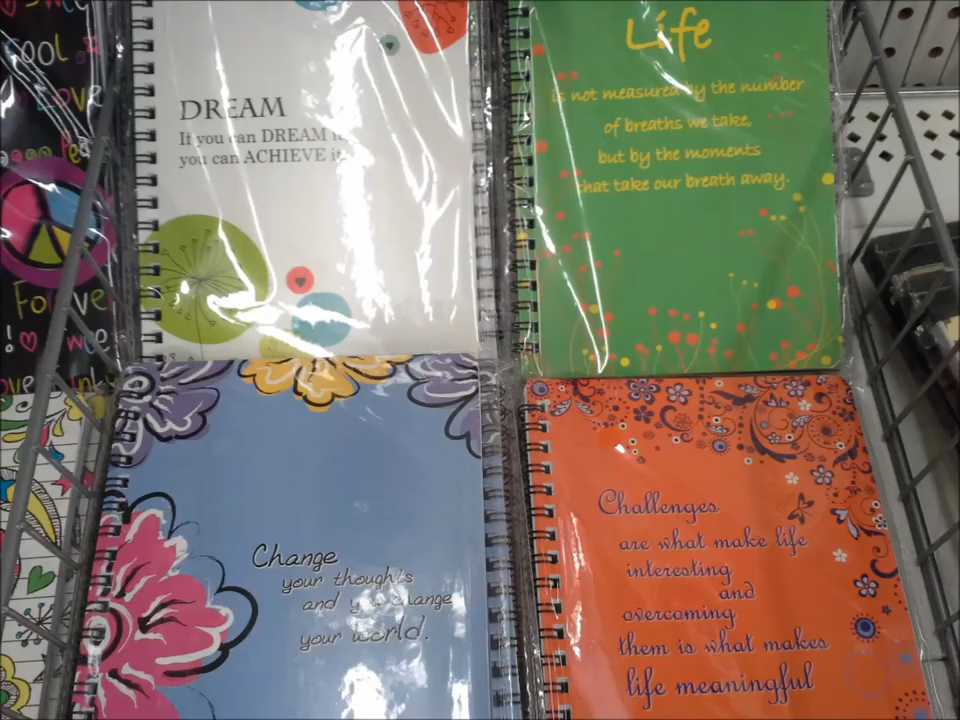 COOL
Love
DREAM
If you can DREAM it
you can ACHIEVE it
Life
is not measured by the number
of breaths we take,
but by the moments
that take our breath away.
Change
your thoughts
and you change
your world.
Challenges
are what make life
interesting
and
overcoming
them is what makes
life meaningful